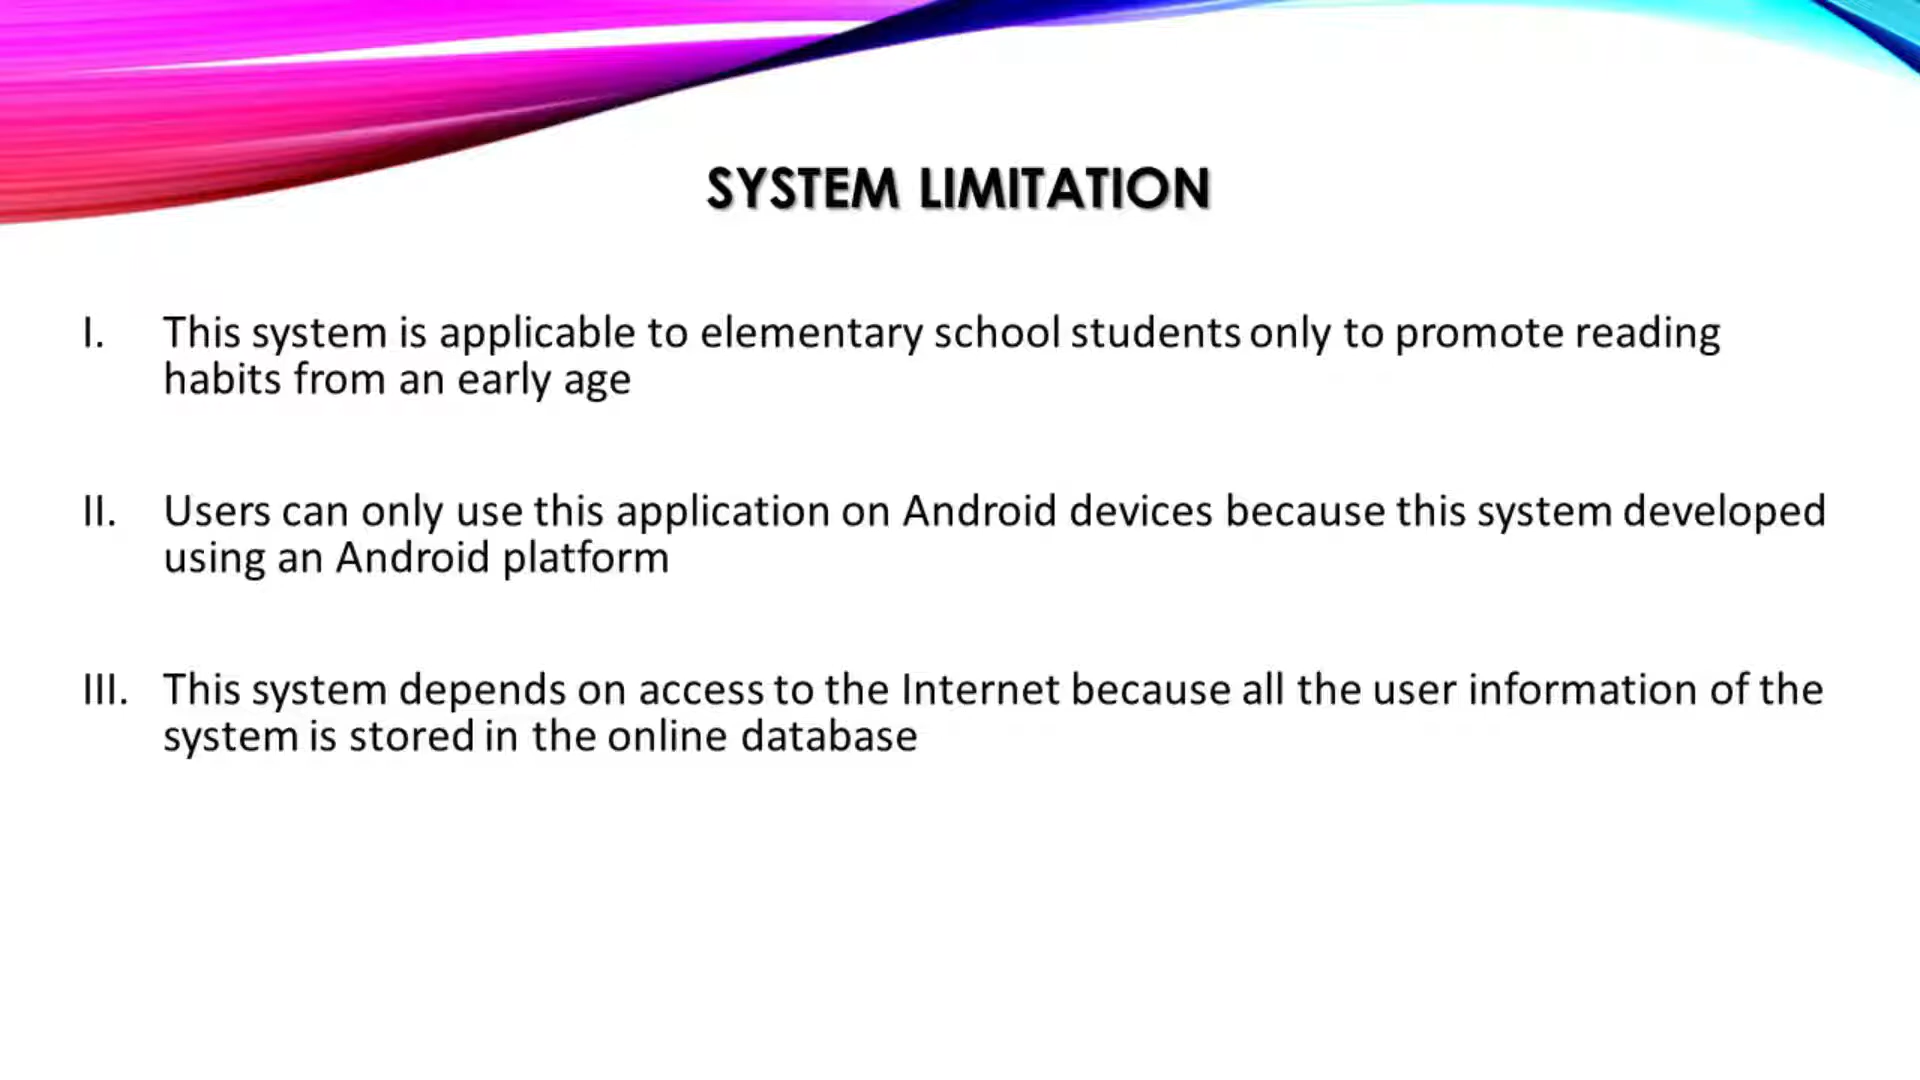 SYSTEM LIMITATION
I. This system is applicable to elementary school students only to promote reading
habits from an early age
II. Users can only use this application on Android devices because this system developed
using an Android platform
III. This system depends on access to the Internet because all the user information of the
system is stored in the online database